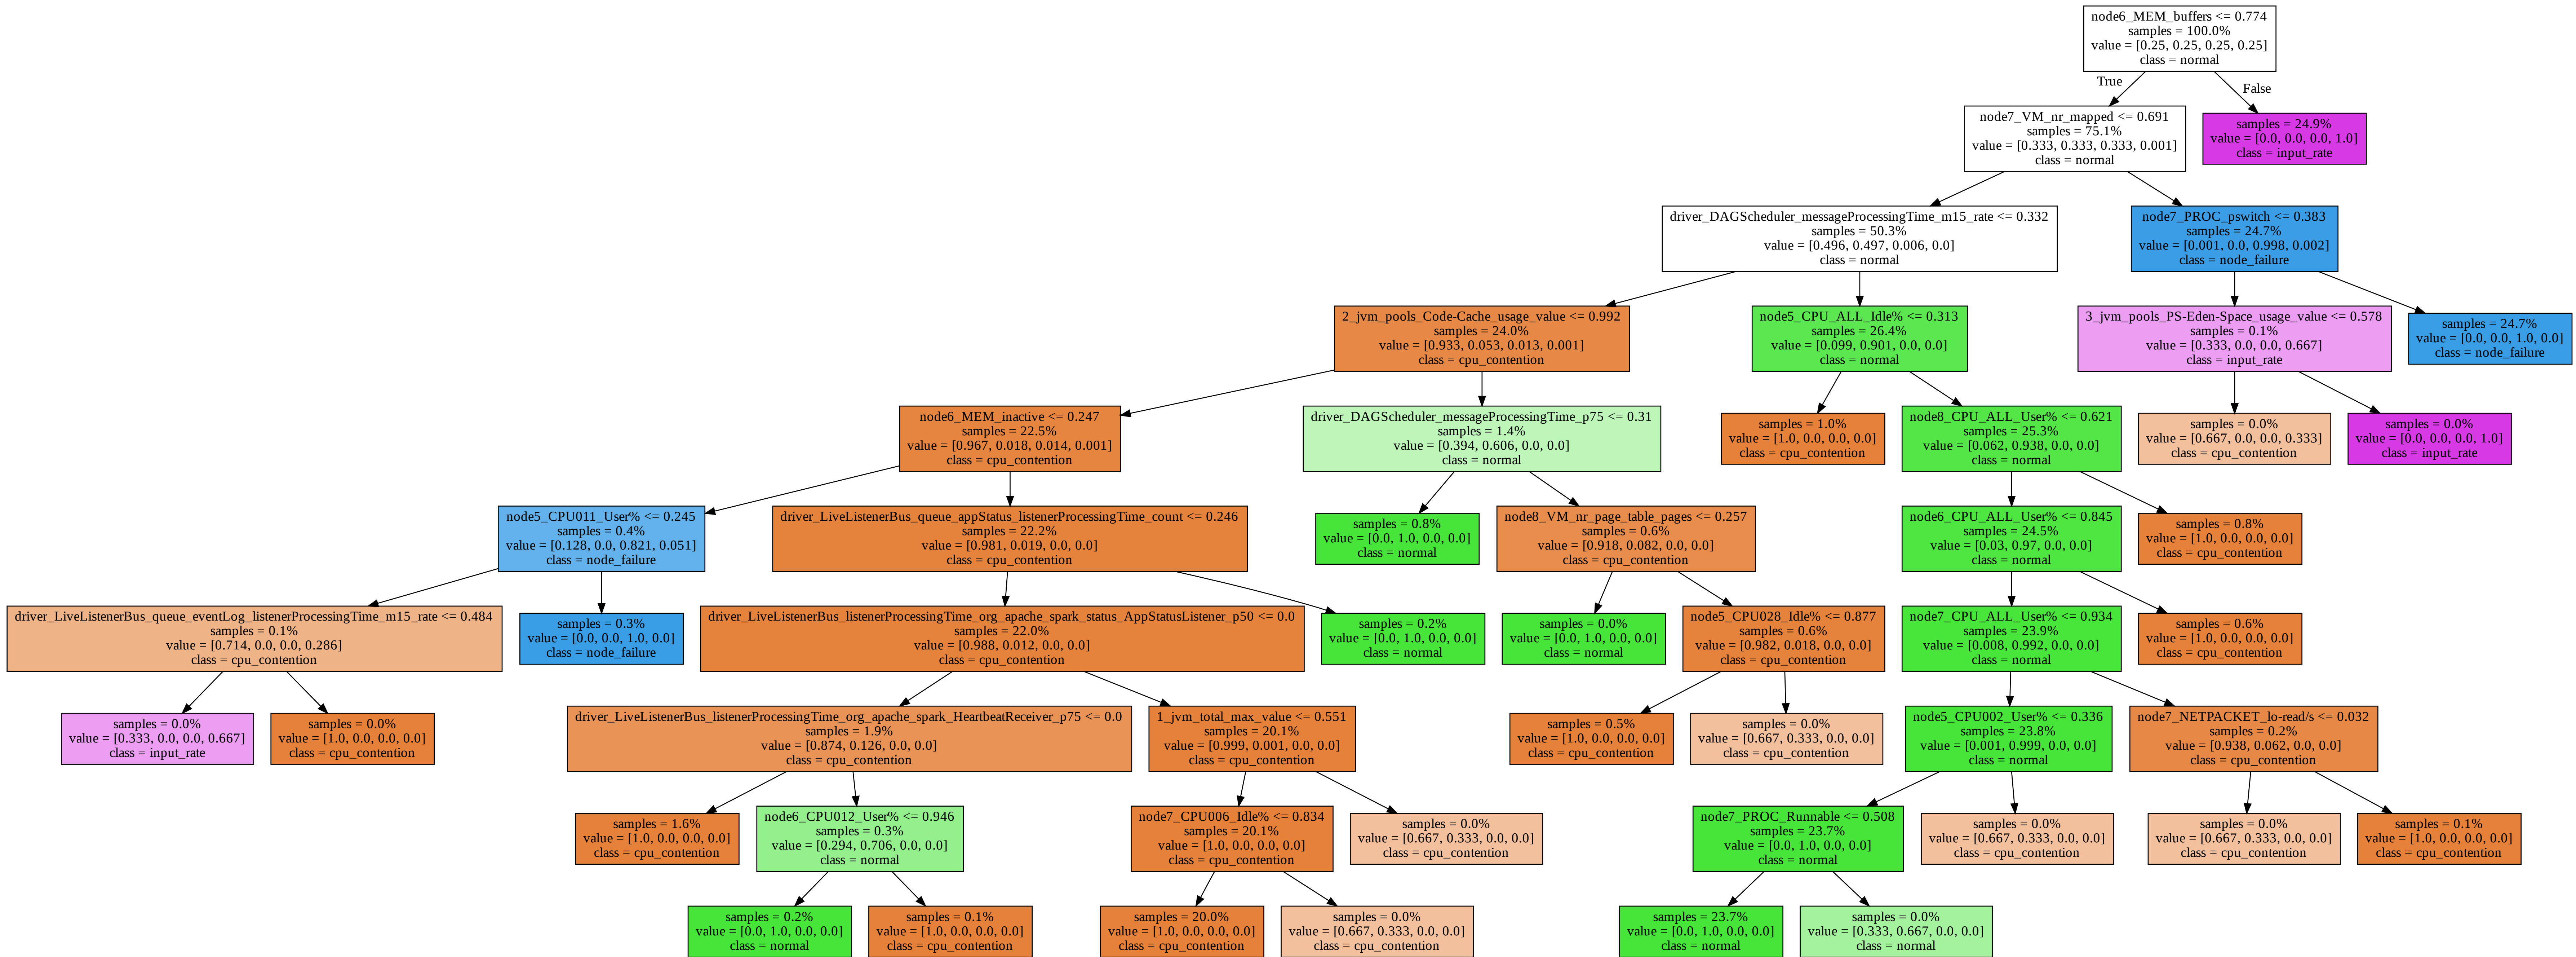 node6_MEM_buffers <= 0.774
samples = 100.0%
value = [0.25, 0.25, 0.25, 0.25]
class = normal
True
False
node7_VM_nr_mapped <= 0.691
samples = 75.1%
value = [0.333, 0.333, 0.333, 0.001]
class = normal
samples = 24.9%
value = [0.0, 0.0, 0.0, 1.0]
class = input_rate
driver_DAGScheduler_messageProcessingTime_m15_rate <= 0.332
samples = 50.3%
value = [0.496, 0.497, 0.006, 0.0]
class = normal
node7_PROC_pswitch <= 0.383
samples = 24.7%
value = [0.001, 0.0, 0.998, 0.002]
class = node_failure
2_jvm_pools_Code-Cache_usage_value <= 0.992
samples = 24.0%
value = [0.933, 0.053, 0.013, 0.001]
class = cpu_contention
node5_CPU_ALL_Idle% <= 0.313
samples = 26.4%
value = [0.099, 0.901, 0.0, 0.0]
class = normal
3_jvm_pools_PS-Eden-Space_usage_value <= 0.578
samples = 0.1%
value = [0.333, 0.0, 0.0, 0.667]
class = input_rate
samples = 24.7%
value = [0.0, 0.0, 1.0, 0.0]
class = node_failure
node6_MEM_inactive <= 0.247
samples = 22.5%
value = [0.967, 0.018, 0.014, 0.001]
class = cpu_contention
driver_DAGScheduler_messageProcessingTime_p75 <= 0.31
samples = 1.4%
value = [0.394, 0.606, 0.0, 0.0]
class = normal
samples = 1.0%
value = [1.0, 0.0, 0.0, 0.0]
class = cpu_contention
node8_CPU_ALL_User% <= 0.621
samples = 25.3%
value = [0.062, 0.938, 0.0, 0.0]
class = normal
samples = 0.0%
value = [0.667, 0.0, 0.0, 0.333]
class = cpu_contention
samples = 0.0%
value = [0.0, 0.0, 0.0, 1.0]
class = input_rate
node5_CPU011_User% <= 0.245
samples = 0.4%
value = [0.128, 0.0, 0.821, 0.051]
class = node_failure
driver_LiveListenerBus_queue_appStatus_listenerProcessingTime_count <= 0.246
samples = 22.2%
value = [0.981, 0.019, 0.0, 0.0]
class = cpu_contention
samples = 0.8%
value = [0.0, 1.0, 0.0, 0.0]
class = normal
node8_VM_nr_page_table_pages <= 0.257
samples = 0.6%
value = [0.918, 0.082, 0.0, 0.0]
class = cpu_contention
node6_CPU_ALL_User% <= 0.845
samples = 24.5%
value = [0.03, 0.97, 0.0, 0.0]
class = normal
samples = 0.8%
value = [1.0, 0.0, 0.0, 0.0]
class = cpu_contention
driver_LiveListenerBus_queue_eventLog_listenerProcessingTime_m15_rate <= 0.484
samples = 0.1%
value = [0.714, 0.0, 0.0, 0.286]
class = cpu_contention
samples = 0.3%
value = [0.0, 0.0, 1.0, 0.0]
class = node_failure
driver_LiveListenerBus_listenerProcessingTime_org_apache_spark_status_AppStatusListener_p50 <= 0.0
samples = 22.0%
value = [0.988, 0.012, 0.0, 0.0]
class = cpu_contention
samples = 0.2%
value = [0.0, 1.0, 0.0, 0.0]
class = normal
samples = 0.0%
value = [0.0, 1.0, 0.0, 0.0]
class = normal
node5_CPU028_Idle% <= 0.877
samples = 0.6%
value = [0.982, 0.018, 0.0, 0.0]
class = cpu_contention
node7_CPU_ALL_User% <= 0.934
samples = 23.9%
value = [0.008, 0.992, 0.0, 0.0]
class = normal
samples = 0.6%
value = [1.0, 0.0, 0.0, 0.0]
class = cpu_contention
samples = 0.0%
value = [0.333, 0.0, 0.0, 0.667]
class = input_rate
samples = 0.0%
value = [1.0, 0.0, 0.0, 0.0]
class = cpu_contention
driver_LiveListenerBus_listenerProcessingTime_org_apache_spark_HeartbeatReceiver_p75 <= 0.0
samples = 1.9%
value = [0.874, 0.126, 0.0, 0.0]
class = cpu_contention
1_jvm_total_max_value <= 0.551
samples = 20.1%
value = [0.999, 0.001, 0.0, 0.0]
class = cpu_contention
samples = 0.5%
value = [1.0, 0.0, 0.0, 0.0]
class = cpu_contention
samples = 0.0%
value = [0.667, 0.333, 0.0, 0.0]
class = cpu_contention
node5_CPU002_User% <= 0.336
samples = 23.8%
value = [0.001, 0.999, 0.0, 0.0]
class = normal
node7_NETPACKET_lo-read/s <= 0.032
samples = 0.2%
value = [0.938, 0.062, 0.0, 0.0]
class = cpu_contention
samples = 1.6%
value = [1.0, 0.0, 0.0, 0.0]
class = cpu_contention
node6_CPU012_User% <= 0.946
samples = 0.3%
value = [0.294, 0.706, 0.0, 0.0]
class = normal
node7_CPU006_Idle% <= 0.834
samples = 20.1%
value = [1.0, 0.0, 0.0, 0.0]
class = cpu_contention
samples = 0.0%
value = [0.667, 0.333, 0.0, 0.0]
class = cpu_contention
node7_PROC_Runnable <= 0.508
samples = 23.7%
value = [0.0, 1.0, 0.0, 0.0]
class = normal
samples = 0.0%
value = [0.667, 0.333, 0.0, 0.0]
class = cpu_contention
samples = 0.0%
value = [0.667, 0.333, 0.0, 0.0]
class = cpu_contention
samples = 0.1%
value = [1.0, 0.0, 0.0, 0.0]
class = cpu_contention
samples = 0.2%
value = [0.0, 1.0, 0.0, 0.0]
class = normal
samples = 0.1%
value = [1.0, 0.0, 0.0, 0.0]
class = cpu_contention
samples = 20.0%
value = [1.0, 0.0, 0.0, 0.0]
class = cpu_contention
samples = 0.0%
value = [0.667, 0.333, 0.0, 0.0]
class = cpu_contention
samples = 23.7%
value = [0.0, 1.0, 0.0, 0.0]
class = normal
samples = 0.0%
value = [0.333, 0.667, 0.0, 0.0]
class = normal